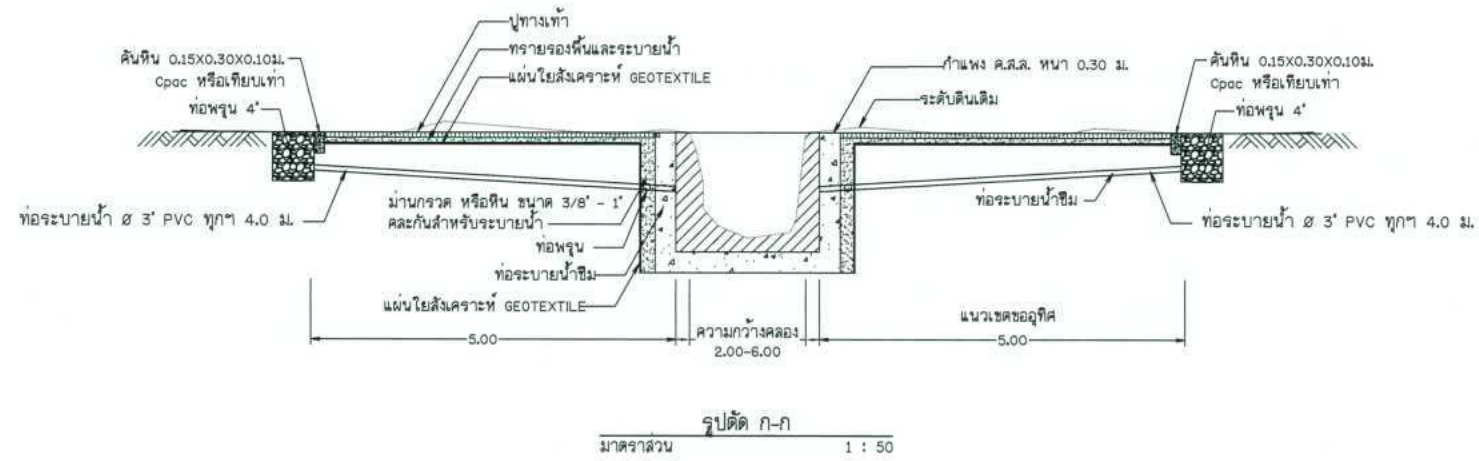 ปูทางเท้า
ทรายรองพื้นและระบายน้ำ
แผ่นใยสังเคราะห์ GEOTEXTILE
คันหิน 0.15X0.30X0.10ม.
Cpac หรือเทียบเท่า
ท่อพรุน 4"
กำแพง ค.ส.ล. หนา 0.30 ม.
ระดับดินเดิม
คันหิน 0.15X0.30X0.10ม.
Cpac หรือเทียบเท่า
ท่อพรุน 4"
ท่อระบายน้ำ Ø 3" PVC ทุกๆ 4.0 ม.
ม่านกรวด หรือหิน ขนาด 3/8" - 1"
คละกันสำหรับระบายน้ำ
ท่อพรุน
ท่อระบายน้ำซึม
แผ่นใยสังเคราะห์ GEOTEXTILE
ท่อระบายน้ำซึม
ท่อระบายน้ำ Ø 3" PVC ทุกๆ 4.0 ม.
5.00
ความกว้างคลอง
2.00-6.00
แนวเขตขออุทิศ
5.00
รูปตัด ก-ก
มาตราส่วน 1 : 50